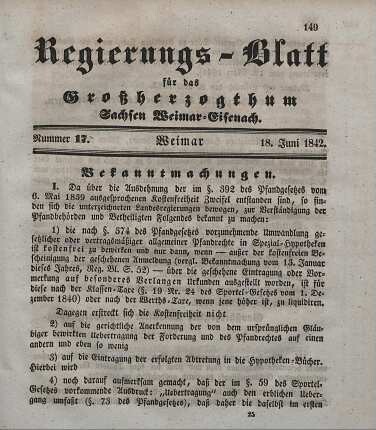 149
Regierungs-Blatt
für das
Großherzogthum
Sachsen Weimar-Eisenach.
Nummer 17. Weimar 18. Juni 1842.
Bekanntmachungen.
I. Da über die Ausdehnung der im §. 392 des Pfandgesetzes vom
6. Mai 1839 ausgesprochenen Kostenfreiheit Zweifel entstanden sind, so fin-
den sich die unterzeichneten Landesregierungen bewogen, zur Verständigung der
Pfandbehörden und Betheiligten Folgendes bekannt zu machen:
1) die nach §. 374 des Pfandgesetzes vorzunehmende Umwandlung ge-
setzlicher oder vertragsmäßiger allgemeiner Pfandrechte in Spezial-Hypotheken
ist kostenfrei zu bewirken und nur dann, wenn — außer der kostenfreien Be-
scheinigung der geschehenen Anmeldung (vergl. Bekanntmachung vom 13. Januar
dieses Jahres, Reg. Bl. S. 52) — über die geschehene Eintragung oder Vor-
merkung auf besonderes Verlangen Urkunden ausgestellt worden, ist für
diese nach der Klassen-Taxe (§ 19 Nr. 24 des Sportel-Gesetzes vom 1. De-
zember 1840) oder nach der Werths-Taxe, wenn jene höher ist, zu liquidiren.
Dagegen erstreckt sich die Kostenfreiheit nicht
2) auf die gerichtliche Anerkennung der von dem ursprünglichen Gläu-
biger bewirkten Uebertragung der Forderung und des Pfandrechtes auf einen
andern und eben so wenig
3) auf die Eintragung der erfolgten Abtretung in die Hypotheken-Bücher.
Hierbei wird
4) noch darauf aufmerksam gemacht, daß der im §. 59 des Sportel-
Gesetzes vorkommende Ausdruck: „Uebertragung" auch den erblichen Ueber-
gang umfaßt (§. 73 des Pfandgesetzes), daß daher die daselbst im ersten
25